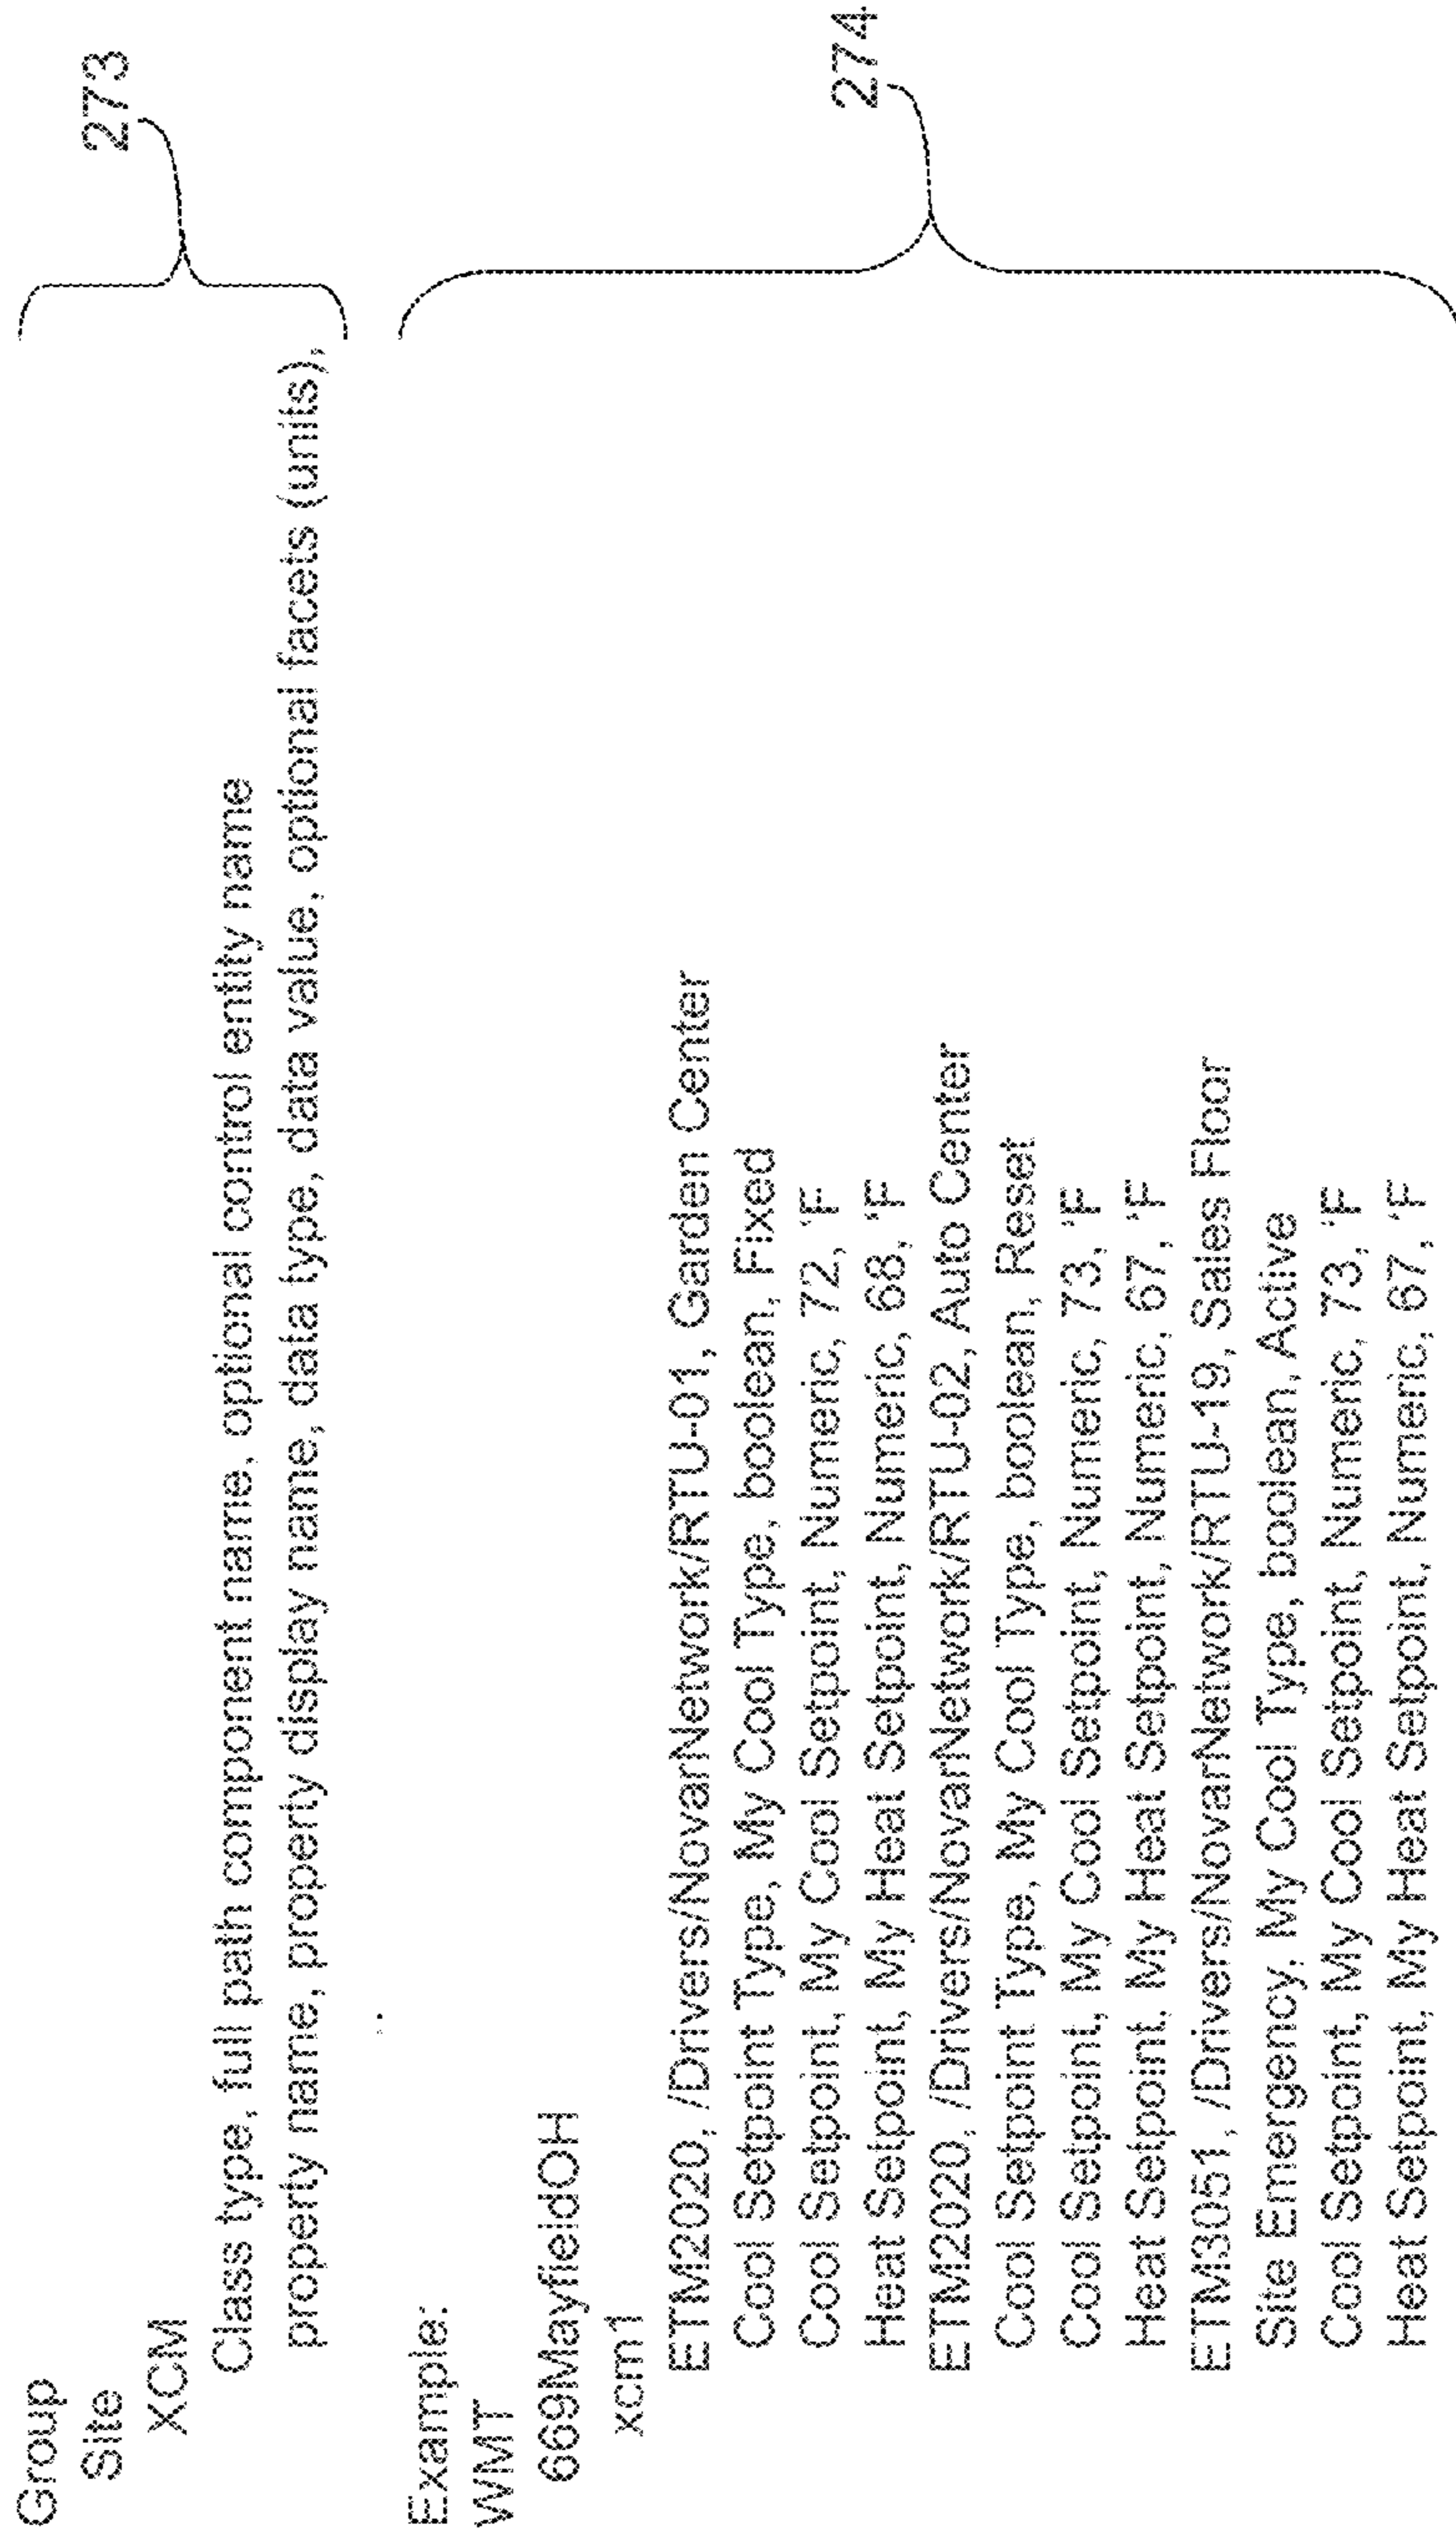 Group
Site
XCM
Class type, full path component name, optional control entity name
property name, property display name, data type, data value, optional facets (units),
273
Example:
WMT
669MayfieldOH
xcm1
ETM2020, /Drivers/NovarNetwork/RTU-01, Garden Center
Cool Setpoint Type, My Cool Type, boolean, Fixed
Cool Setpoint, My Cool Setpoint, Numeric, 72, 'F
Heat Setpoint, My Heat Setpoint, Numeric, 68, 'F
ETM2020, /Drivers/NovarNetwork/RTU-02, Auto Center
Cool Setpoint Type, My Cool Type, boolean, Reset
Cool Setpoint, My Cool Setpoint, Numeric, 73, 'F
Heat Setpoint, My Heat Setpoint, Numeric, 67, 'F
ETM3051, /Drivers/NovarNetwork/RTU-19, Sales Floor
Site Emergency, My Cool Type, boolean, Active
Cool Setpoint, My Cool Setpoint, Numeric, 73, 'F
Heat Setpoint, My Heat Setpoint, Numeric, 67, 'F
274